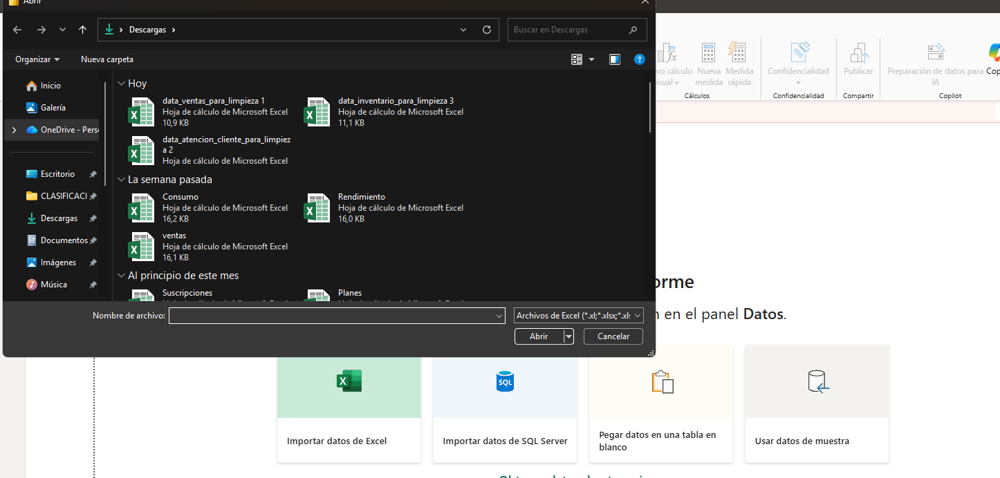 Abrir
Descargas
Buscar en Descargas
Organizar
Nueva carpeta
Inicio
Galería
OneDrive - Pers
Escritorio
CLASIFICACI
Descargas
Documentos
Imágenes
Música
Hoy
data_ventas_para_limpieza 1
Hoja de cálculo de Microsoft Excel
10,9 KB
data_inventario_para_limpieza 3
Hoja de cálculo de Microsoft Excel
11,1 KB
data_atencion_cliente_para_limpiez
a 2
Hoja de cálculo de Microsoft Excel
La semana pasada
Consumo
Hoja de cálculo de Microsoft Excel
16,2 KB
Rendimiento
Hoja de cálculo de Microsoft Excel
16,0 KB
ventas
Hoja de cálculo de Microsoft Excel
16,1 KB
Al principio de este mes
Suscripciones
Planes
Nombre de archivo:
Archivos de Excel (*.xl;*.xlsx;*.xls
Abrir
Cancelar
vo cálculo
isual
Nueva
medida
Medida
rápida
Cálculos
Confidencialidad
Confidencialidad
Publicar
Compartir
Preparación de datos para
IA
Cop
Copilot
orme
n en el panel Datos.
Importar datos de Excel
SQL
Importar datos de SQL Server
Pegar datos en una tabla en
blanco
Usar datos de muestra